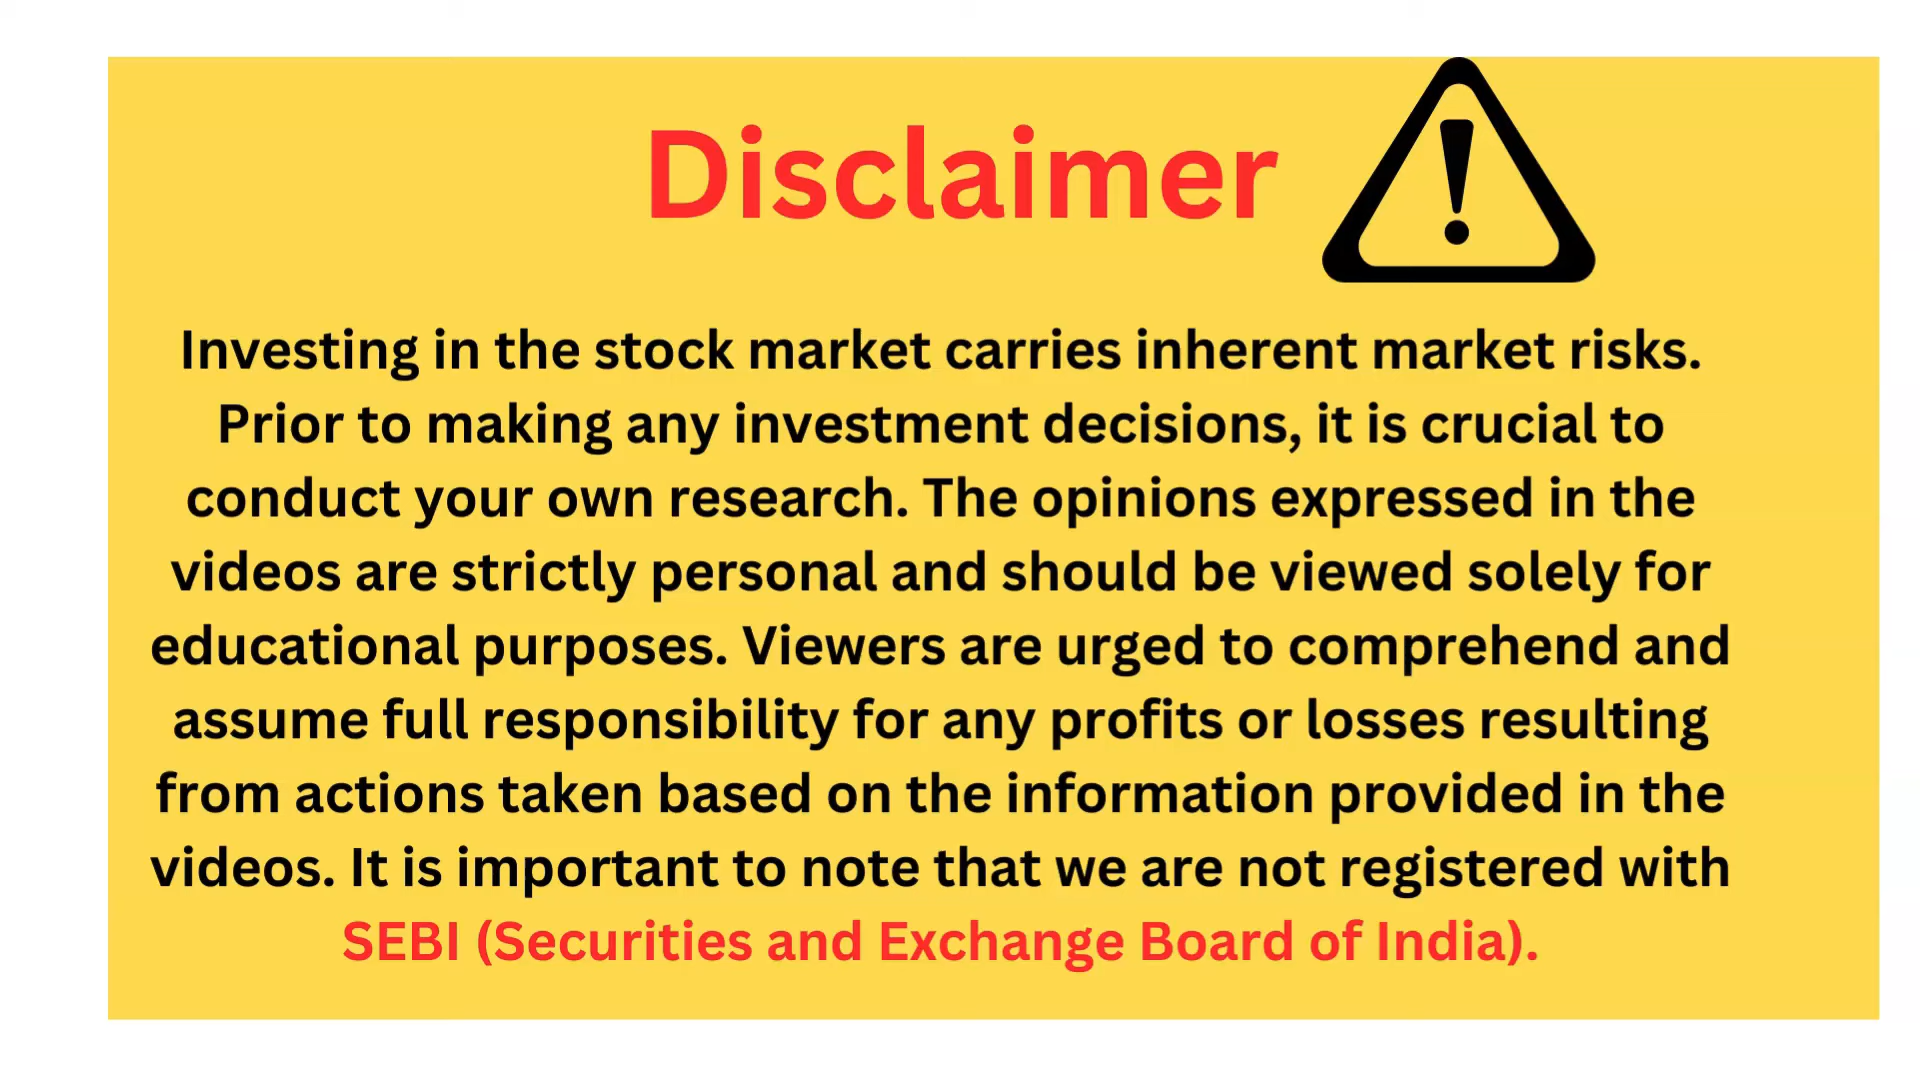 Disclaimer
Investing in the stock market carries inherent market risks.
Prior to making any investment decisions, it is crucial to
conduct your own research. The opinions expressed in the
videos are strictly personal and should be viewed solely for
educational purposes. Viewers are urged to comprehend and
assume full responsibility for any profits or losses resulting
from actions taken based on the information provided in the
videos. It is important to note that we are not registered with
SEBI (Securities and Exchange Board of India).